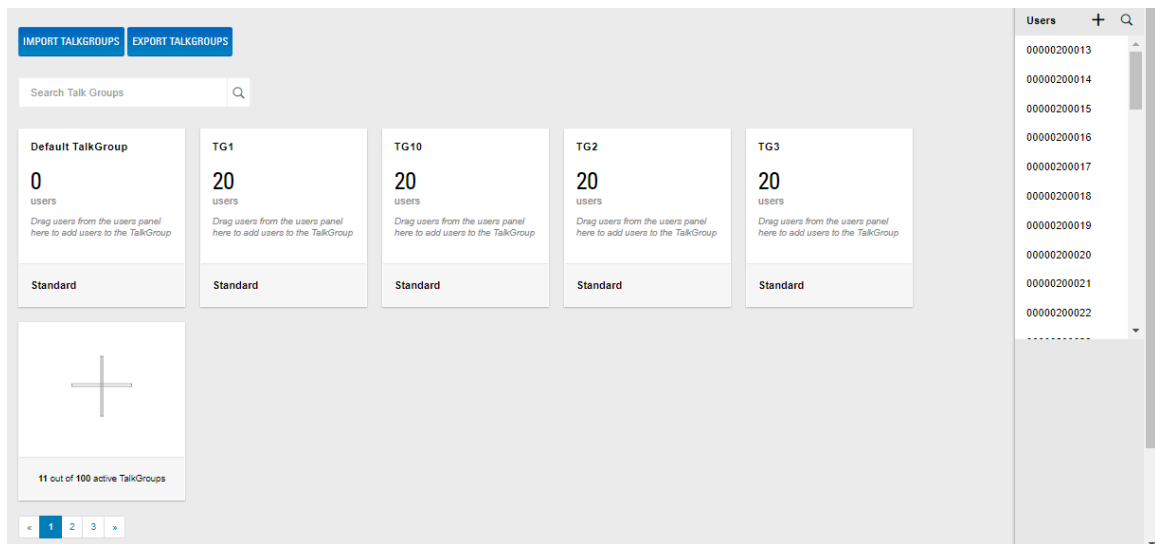 IMPORT TALKGROUPS
EXPORT TALKGROUPS
Search Talk Groups
Default TalkGroup
0
users
Drag users from the users panel
here to add users to the TalkGroup
Standard
TG1
20
users
Drag users from the users panel
here to add users to the TalkGroup
Standard
TG10
20
users
Drag users from the users panel
here to add users to the TalkGroup
Standard
TG2
20
users
Drag users from the users panel
here to add users to the TalkGroup
Standard
TG3
20
users
Drag users from the users panel
here to add users to the TalkGroup
Standard
11 out of 100 active TalkGroups
« 1 2 3 »
Users
00000200013
00000200014
00000200015
00000200016
00000200017
00000200018
00000200019
00000200020
00000200021
00000200022